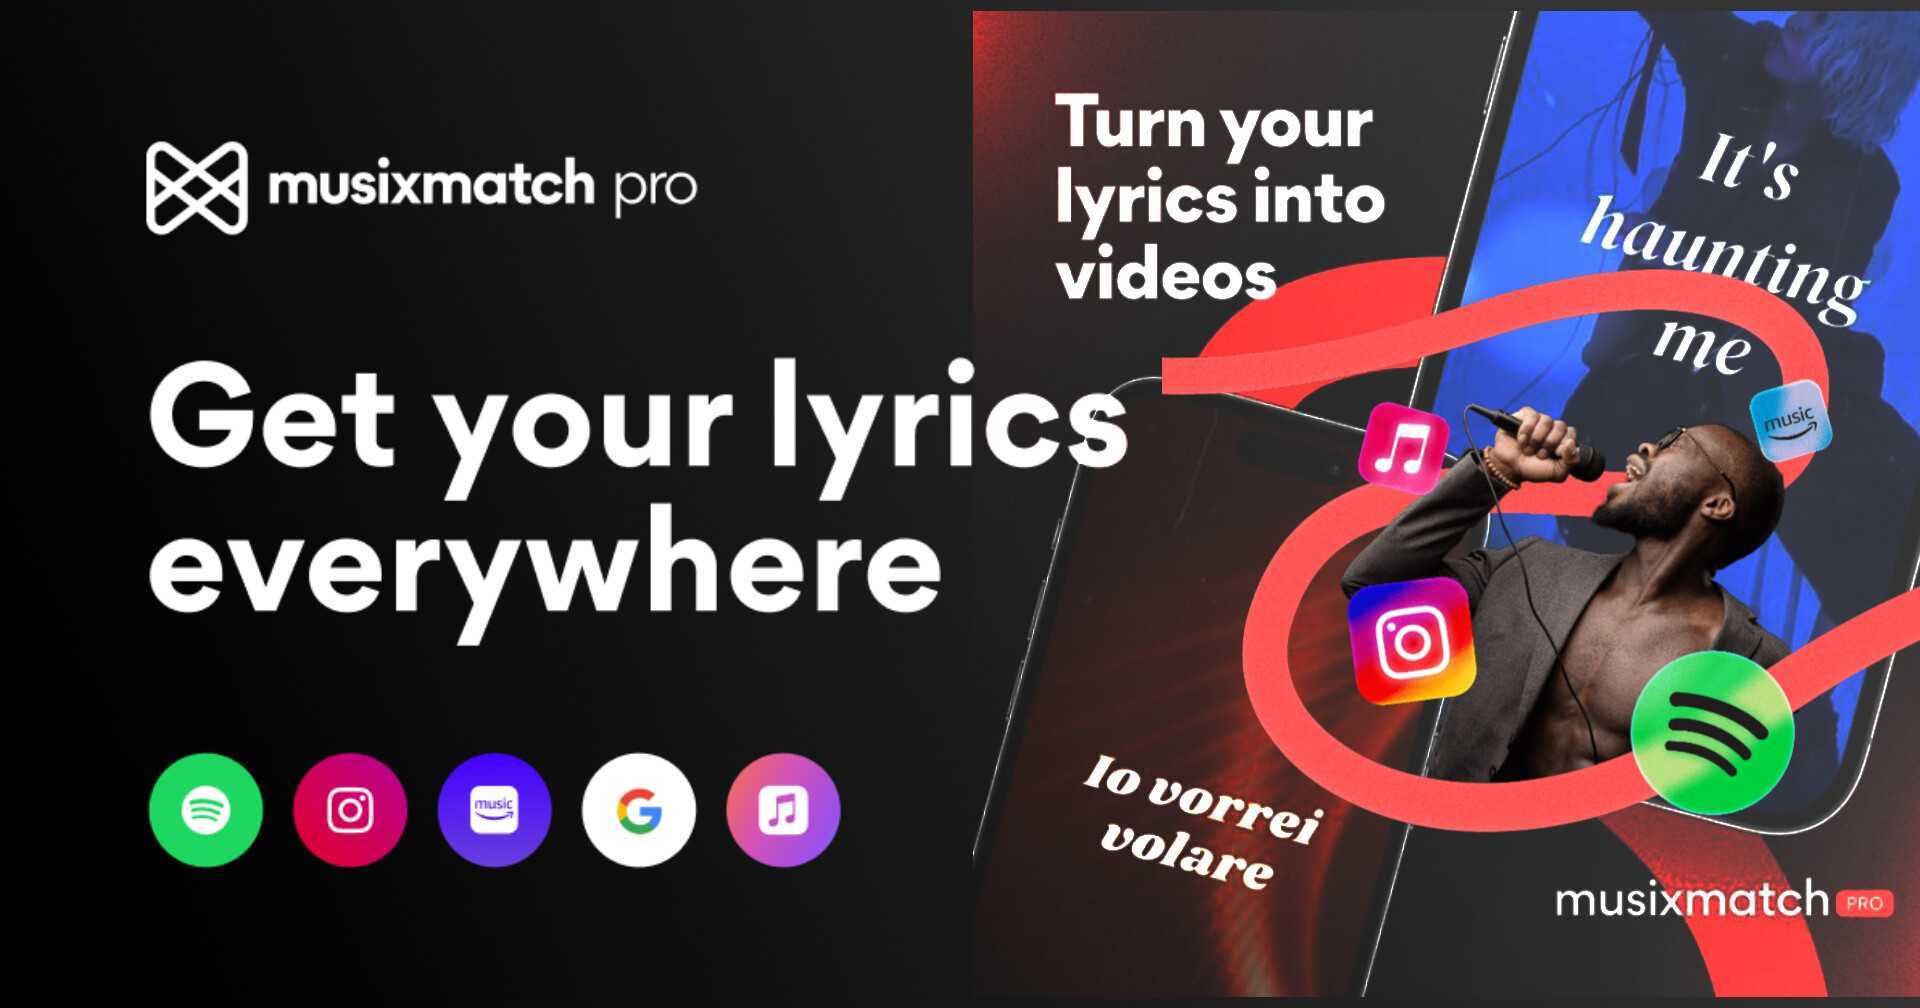 musixmatch pro
Get your lyrics
everywhere
music
G
Turn your
lyrics into
videos
It's
haunting
me
music
Io vorrei
volare
musixmatch PRO